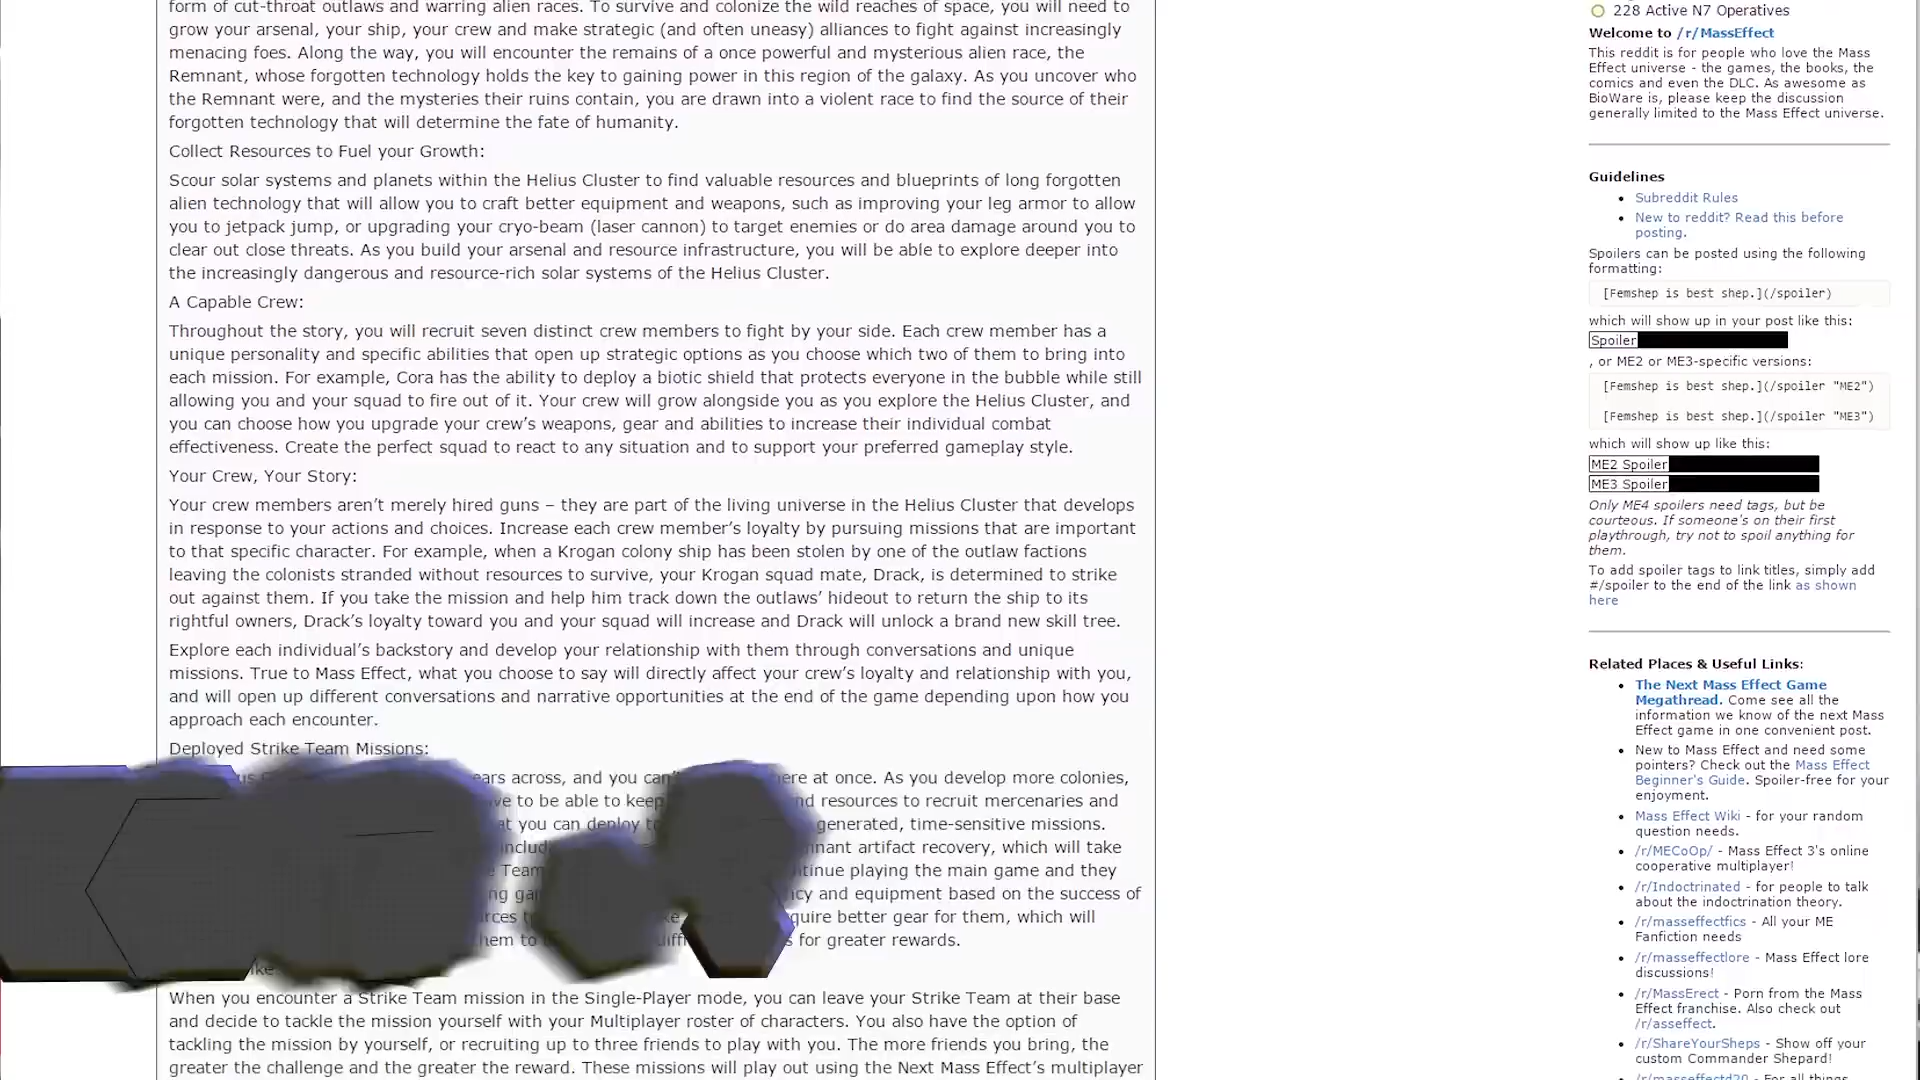 form of cut-throat outlaws and warring alien races. To survive and colonize the wild reaches of space, you will need to
grow your arsenal, your ship, your crew and make strategic (and often uneasy) alliances to fight against increasingly
menacing foes. Along the way, you will encounter the remains of a once powerful and mysterious alien race, the
Remnant, whose forgotten technology holds the key to gaining power in this region of the galaxy. As you uncover who
the Remnant were, and the mysteries their ruins contain, you are drawn into a violent race to find the source of their
forgotten technology that will determine the fate of humanity.
Collect Resources to Fuel your Growth:
Scour solar systems and planets within the Helius Cluster to find valuable resources and blueprints of long forgotten
alien technology that will allow you to craft better equipment and weapons, such as improving your leg armor to allow
you to jetpack jump, or upgrading your cryo-beam (laser cannon) to target enemies or do area damage around you to
clear out close threats. As you build your arsenal and resource infrastructure, you will be able to explore deeper into
the increasingly dangerous and resource-rich solar systems of the Helius Cluster.
A Capable Crew:
Throughout the story, you will recruit seven distinct crew members to fight by your side. Each crew member has a
unique personality and specific abilities that open up strategic options as you choose which two of them to bring into
each mission. For example, Cora has the ability to deploy a biotic shield that protects everyone in the bubble while still
allowing you and your squad to fire out of it. Your crew will grow alongside you as you explore the Helius Cluster, and
you can choose how you upgrade your crew’s weapons, gear and abilities to increase their individual combat
effectiveness. Create the perfect squad to react to any situation and to support your preferred gameplay style.
Your Crew, Your Story:
Your crew members aren’t merely hired guns – they are part of the living universe in the Helius Cluster that develops
in response to your actions and choices. Increase each crew member’s loyalty by pursuing missions that are important
to that specific character. For example, when a Krogan colony ship has been stolen by one of the outlaw factions
leaving the colonists stranded without resources to survive, your Krogan squad mate, Drack, is determined to strike
out against them. If you take the mission and help him track down the outlaws’ hideout to return the ship to its
rightful owners, Drack’s loyalty toward you and your squad will increase and Drack will unlock a brand new skill tree.
Explore each individual’s backstory and develop your relationship with them through conversations and unique
missions. True to Mass Effect, what you choose to say will directly affect your crew’s loyalty and relationship with you,
and will open up different conversations and narrative opportunities at the end of the game depending upon how you
approach each encounter.
Deployed Strike Team Missions:
across, and you can’t at once. As you develop more colonies,
to be able to keep resources to recruit mercenaries and
you can deploy generated, time-sensitive missions.
artifact recovery, which will take
Team playing the main game and they
and equipment based on the success of
better gear for them, which will
for greater rewards.
When you encounter a Strike Team mission in the Single-Player mode, you can leave your Strike Team at their base
and decide to tackle the mission yourself with your Multiplayer roster of characters. You also have the option of
tackling the mission by yourself, or recruiting up to three friends to play with you. The more friends you bring, the
greater the challenge and the greater the reward. These missions will play out using the Next Mass Effect’s multiplayer
228 Active N7 Operatives
Welcome to /r/MassEffect
This reddit is for people who love the Mass
Effect universe - the games, the books, the
comics and even the DLC. As awesome as
BioWare is, please keep the discussion
generally limited to the Mass Effect universe.
Guidelines
Subreddit Rules
New to reddit? Read this before
posting.
Spoilers can be posted using the following
formatting:
[Femshep is best shep.](/spoiler)
which will show up in your post like this:
Spoiler
, or ME2 or ME3-specific versions:
[Femshep is best shep.](/spoiler "ME2")
[Femshep is best shep.](/spoiler "ME3")
which will show up like this:
ME2 Spoiler
ME3 Spoiler
Only ME4 spoilers need tags, but be
courteous. If someone's on their first
playthrough, try not to spoil anything for
them.
To add spoiler tags to link titles, simply add
#/spoiler to the end of the link as shown
here
Related Places & Useful Links:
The Next Mass Effect Game
Megathread. Come see all the
information we know of the next Mass
Effect game in one convenient post.
New to Mass Effect and need some
pointers? Check out the Mass Effect
Beginner's Guide. Spoiler-free for your
enjoyment.
Mass Effect Wiki - for your random
question needs.
/r/MECoOp/ - Mass Effect 3's online
cooperative multiplayer!
/r/Indoctrinated - for people to talk
about the indoctrination theory.
/r/masseffectfics - All your ME
Fanfiction needs
/r/masseffectlore - Mass Effect lore
discussions!
/r/MassErect - Porn from the Mass
Effect franchise. Also check out
/r/asseffect.
/r/ShareYourSheps - Show off your
custom Commander Shepard!
/r/masseffectd20 - For all things